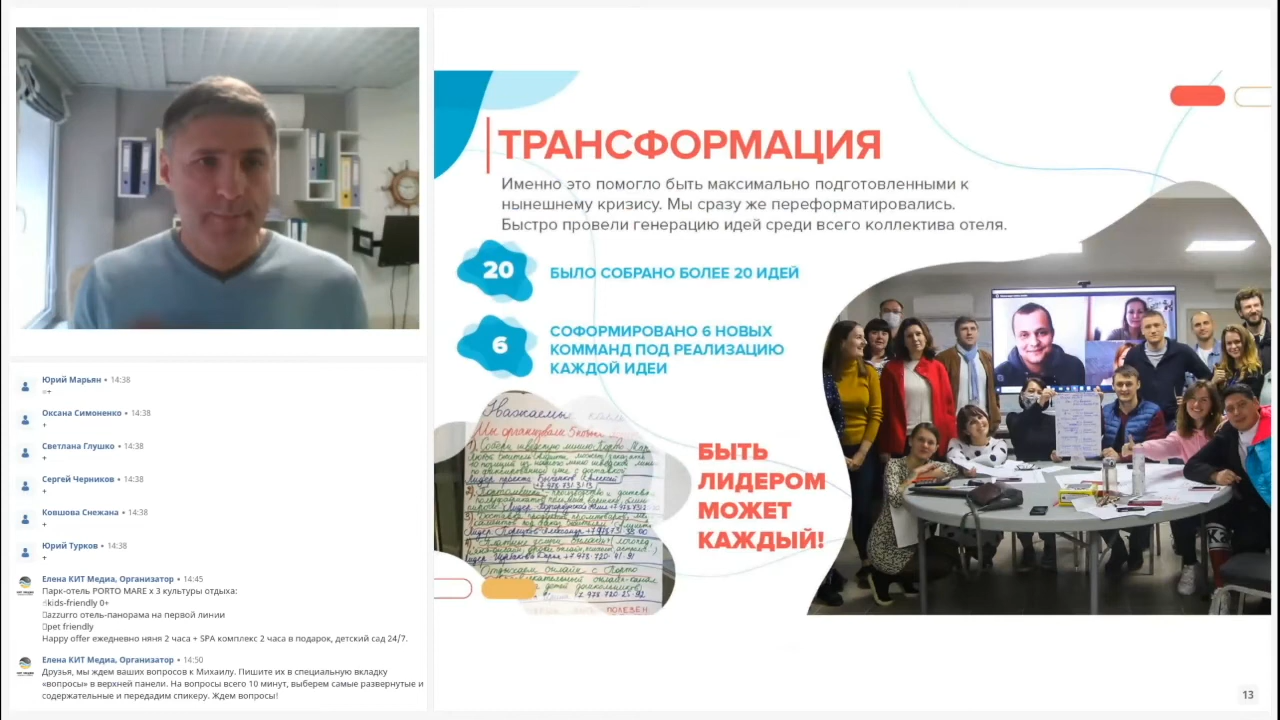 ТРАНСФОРМАЦИЯ
Именно это помогло быть максимально подготовленными к
нынешнему кризису. Мы сразу же переформатировались.
Быстро провели генерацию идей среди всего коллектива отеля.
20
БЫЛО СОБРАНО БОЛЕЕ 20 ИДЕЙ
6
СОФОРМИРОВАНО 6 НОВЫХ
КОММАНД ПОД РЕАЛИЗАЦИЮ
КАЖДОЙ ИДЕИ
Уважаемые
Мы организовали
БЫТЬ
ЛИДЕРОМ
МОЖЕТ
КАЖДЫЙ!
13
Юрий Марьян • 14:38
+
Оксана Симоненко • 14:38
+
Светлана Глушко • 14:38
+
Сергей Черников • 14:38
+
Ковшова Снежана • 14:38
+
Юрий Турков • 14:38
+
Елена КИТ Медиа, Организатор • 14:45
Парк-отель PORTO MARE x 3 культуры отдыха:
kids-friendly 0+
azzurro отель-панорама на первой линии
pet friendly
Happy offer ежедневно няня 2 часа + SPA комплекс 2 часа в подарок, детский сад 24/7.
Елена КИТ Медиа, Организатор • 14:50
Друзья, мы ждем ваших вопросов к Михаилу. Пишите их в специальную вкладку
«вопросы» в верхней панели. На вопросы всего 10 минут, выберем самые развернутые и
содержательные и передадим спикеру. Ждем вопросы!